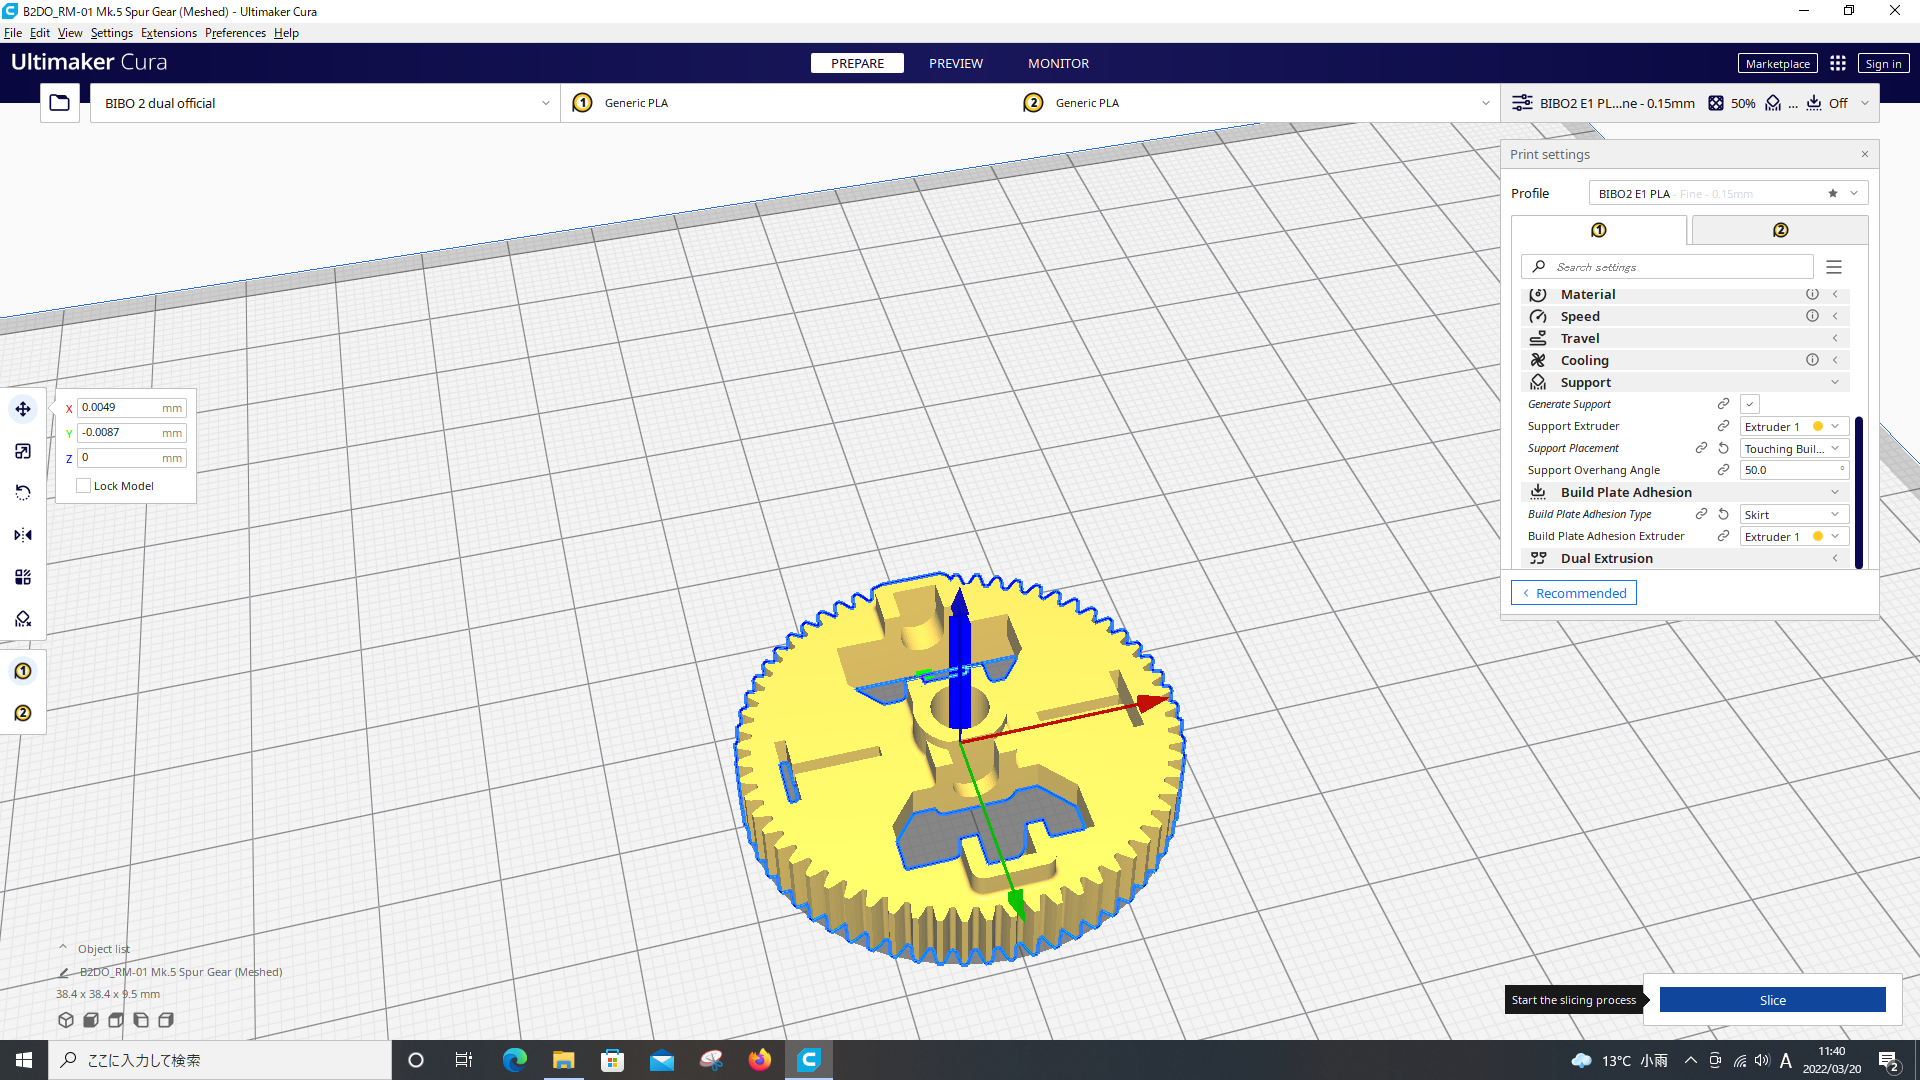 B2DO_RM-01 Mk.5 Spur Gear (Meshed) - Ultimaker Cura
File Edit View Settings Extensions Preferences Help
Ultimaker Cura
PREPARE PREVIEW MONITOR
Marketplace Sign in
BIBO 2 dual official
1 Generic PLA
2 Generic PLA
BIBO2 E1 PL...ne - 0.15mm 50% ... Off
Print settings
Profile BIBO2 E1 PLA - Fine - 0.15mm
1 2
Search settings
Material
Speed
Travel
Cooling
Support
Generate Support
Support Extruder Extruder 1
Support Placement Touching Buil...
Support Overhang Angle 50.0 °
Build Plate Adhesion
Build Plate Adhesion Type Skirt
Build Plate Adhesion Extruder Extruder 1
Dual Extrusion
Recommended
X 0.0049 mm
Y -0.0087 mm
Z 0 mm
Lock Model
1
2
Object list
B2DO_RM-01 Mk.5 Spur Gear (Meshed)
38.4 x 38.4 x 9.5 mm
Start the slicing process
Slice
ここに入力して検索
13°C 小雨
A
11:40
2022/03/20
2